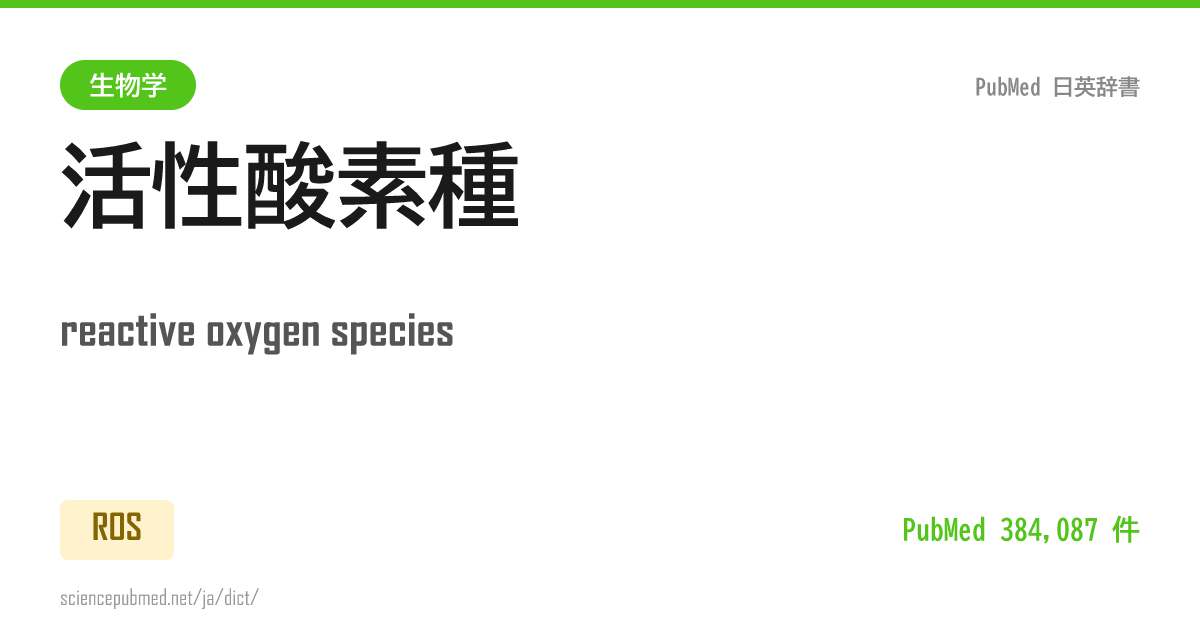 生物学
PubMed 日英辞書
活性酸素種
reactive oxygen species
ROS
PubMed 384,087 件
sciencepubmed.net/ja/dict/